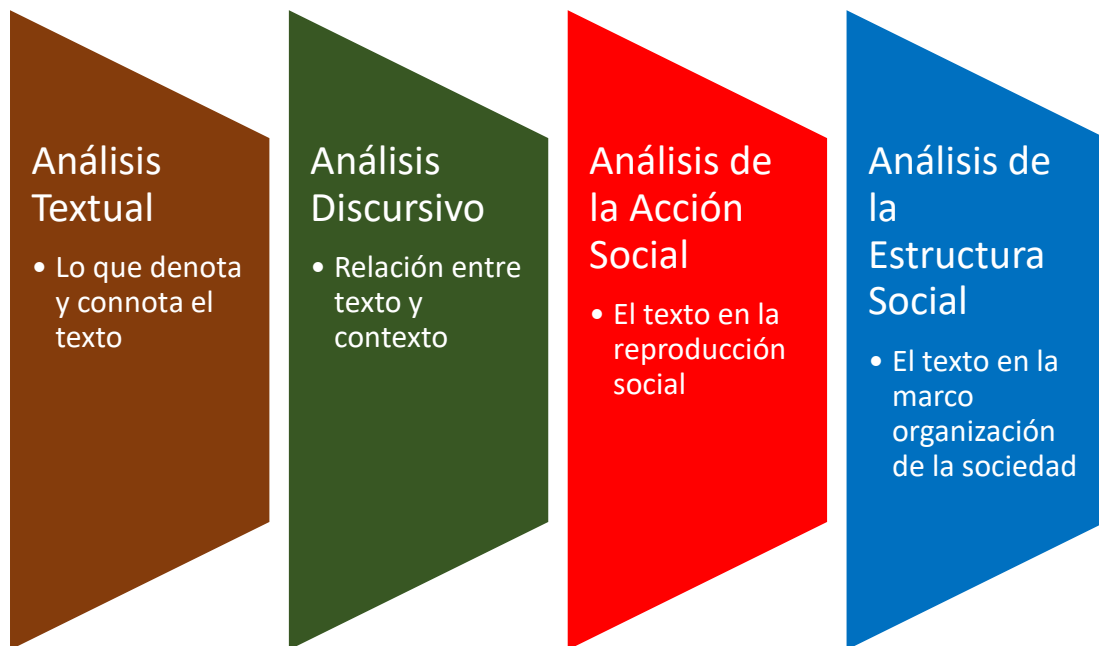 Análisis
Textual
• Lo que denota
y connota el
texto
Análisis
Discursivo
• Relación entre
texto y
contexto
Análisis de
la Acción
Social
• El texto en la
reproducción
social
Análisis de
la
Estructura
Social
• El texto en la
marco
organización
de la sociedad